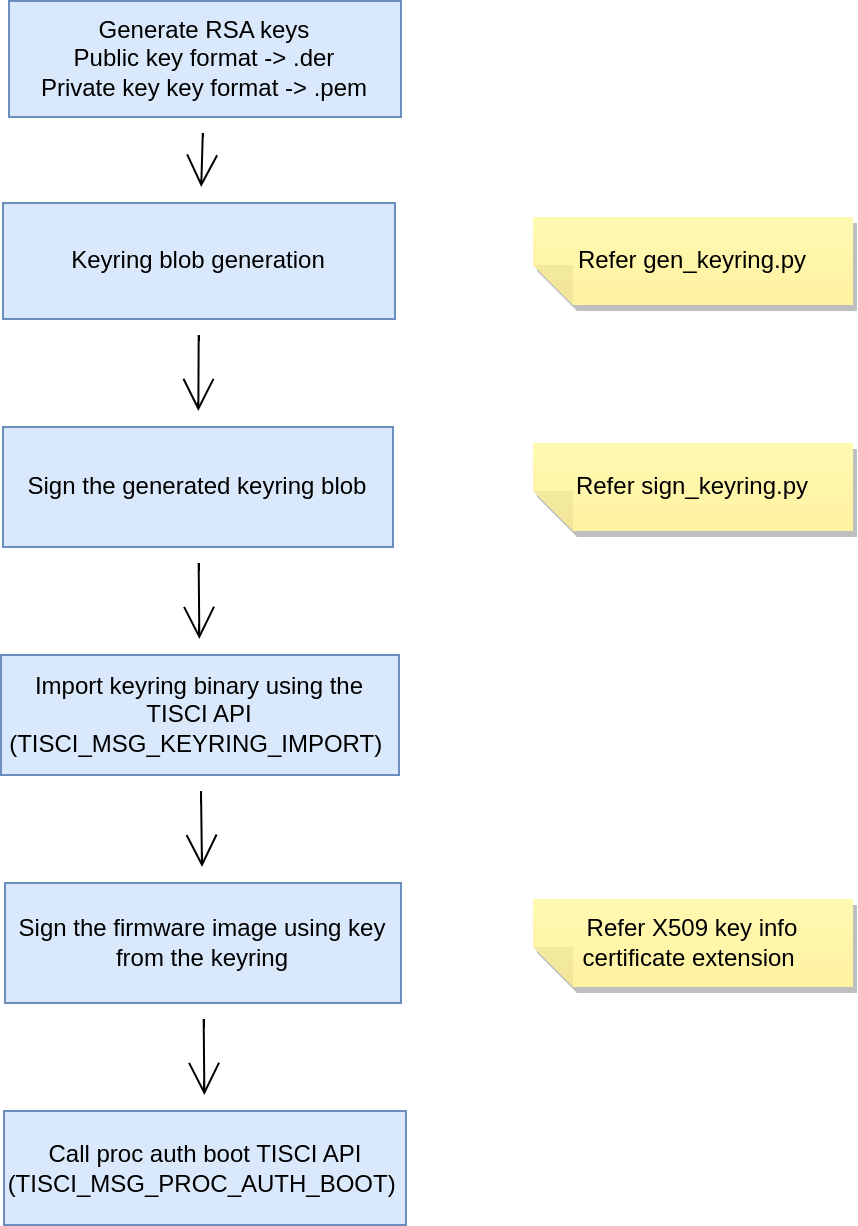 Generate RSA keys
Public key format -> .der
Private key key format -> .pem
Keyring blob generation
Refer gen_keyring.py
Sign the generated keyring blob
Refer sign_keyring.py
Import keyring binary using the
TISCI API
(TISCI_MSG_KEYRING_IMPORT)
Sign the firmware image using key
from the keyring
Refer X509 key info
certificate extension
Call proc auth boot TISCI API
(TISCI_MSG_PROC_AUTH_BOOT)